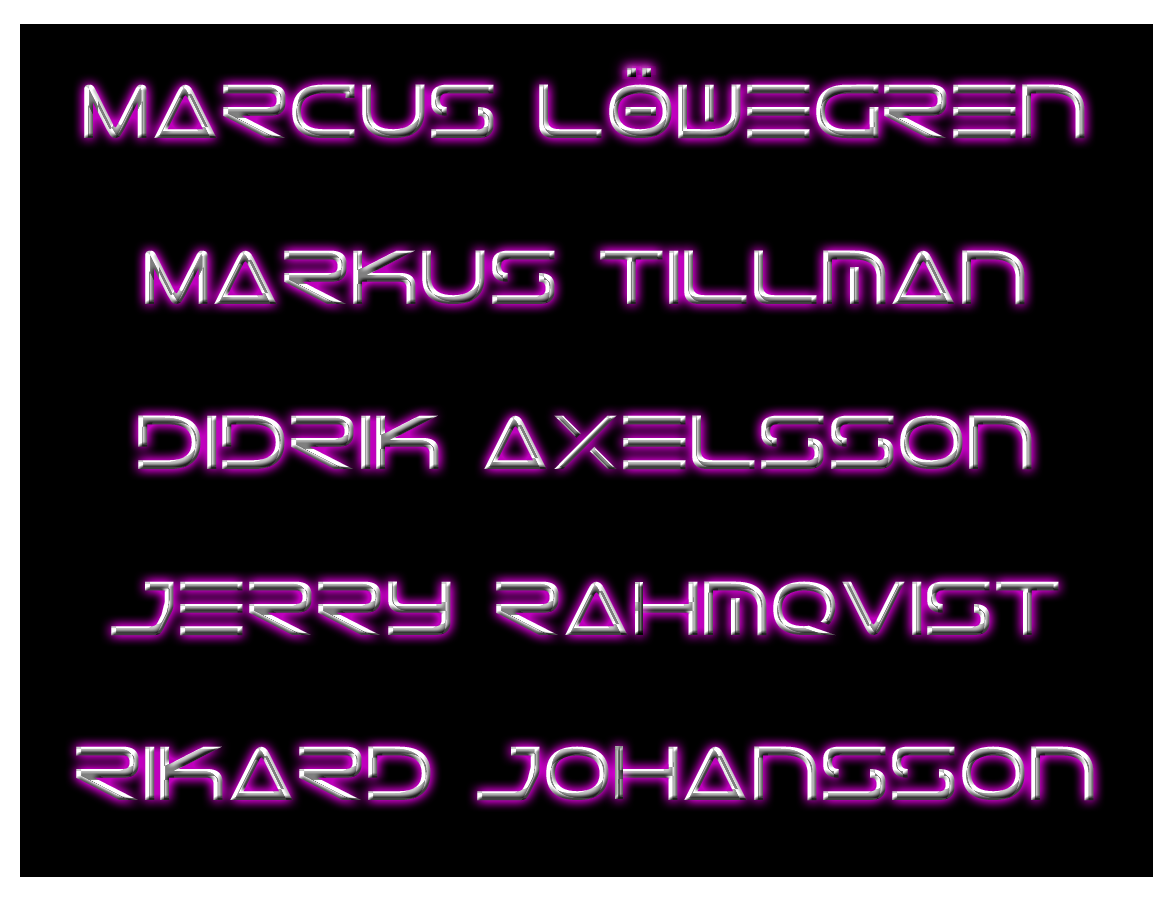 MARCUS LÖWEGREN
MARKUS TILLMAN
DIDRIK AXELSSON
JERRY RAHMQVIST
RIKARD JOHANSSON